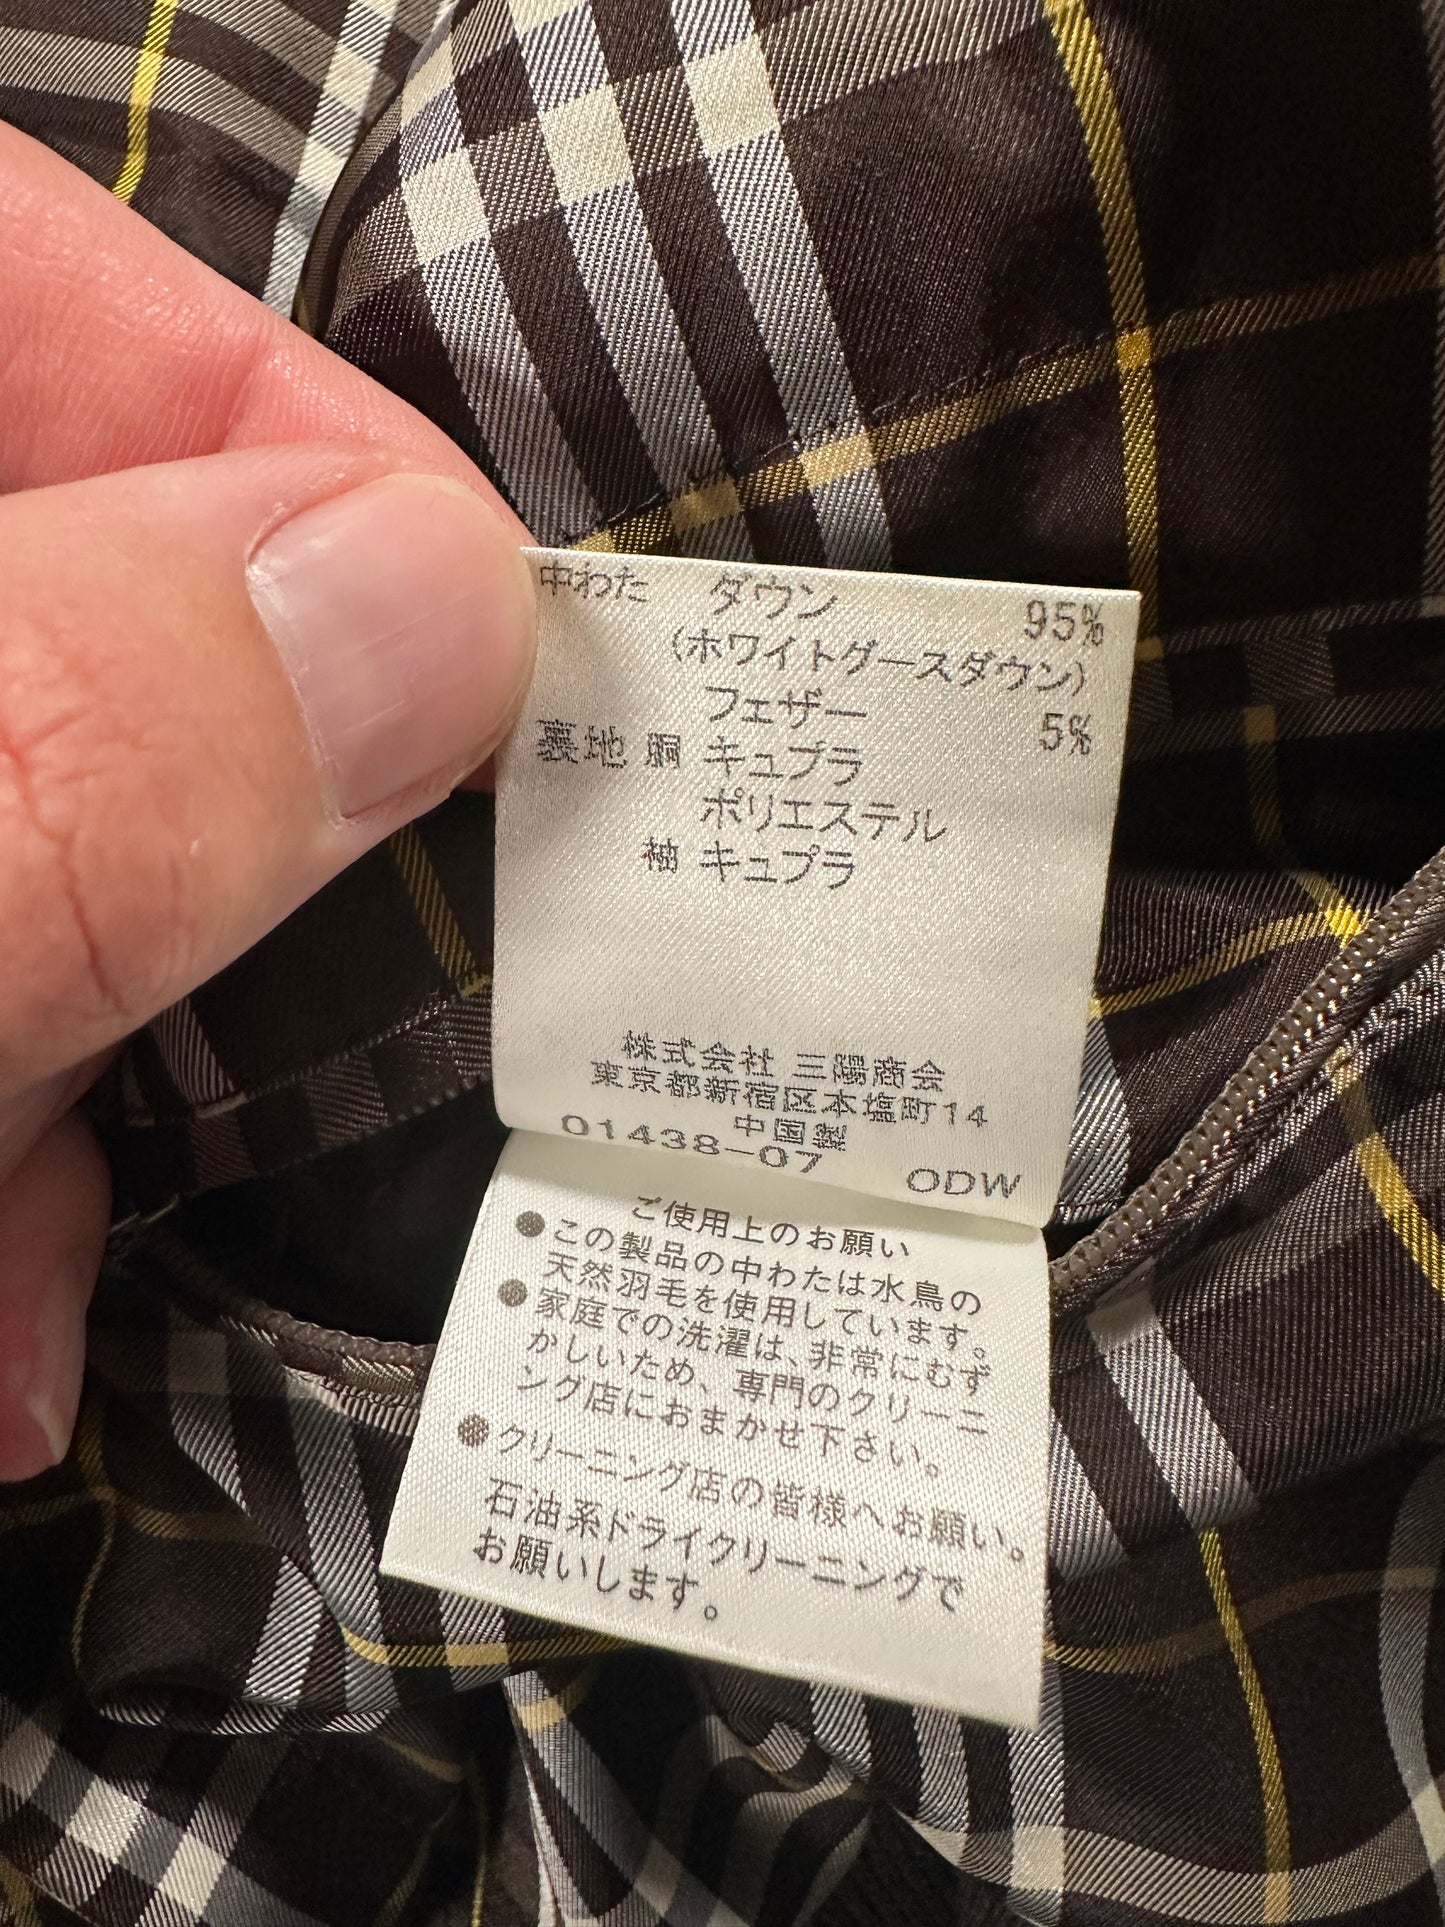 中わた ダウン 95%
(ホワイトグースダウン)
フェザー 5%
裏地 胴 キュプラ
ポリエステル
袖 キュプラ
株式会社 三陽商会
東京都新宿区本塩町14
中国製
01438-07 ODW
ご使用上のお願い
●この製品の中わたは水鳥の
天然羽毛を使用しています。
●家庭での洗濯は、非常にむず
かしいため、専門のクリーニ
ング店におまかせ下さい。
●クリーニング店の皆様へお願い。
石油系ドライクリーニングで
お願いします。